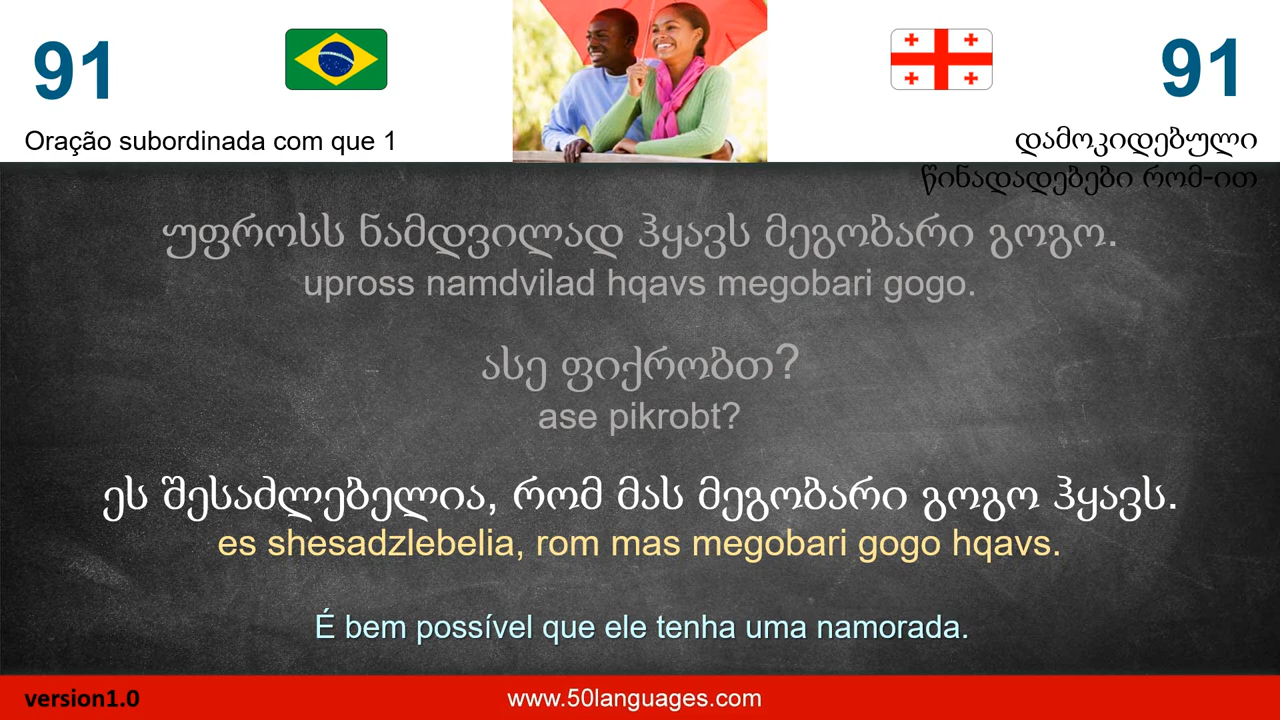 91
91
Oração subordinada com que 1
დამოკიდებული
წინადადებები რომ-ით
უფროსს ნამდვილად ჰყავს მეგობარი გოგო.
upross namdvilad hqavs megobari gogo.
ასე ფიქრობთ?
ase pikrobt?
ეს შესაძლებელია, რომ მას მეგობარი გოგო ჰყავს.
es shesadzlebelia, rom mas megobari gogo hqavs.
É bem possível que ele tenha uma namorada.
version1.0
www.50languages.com